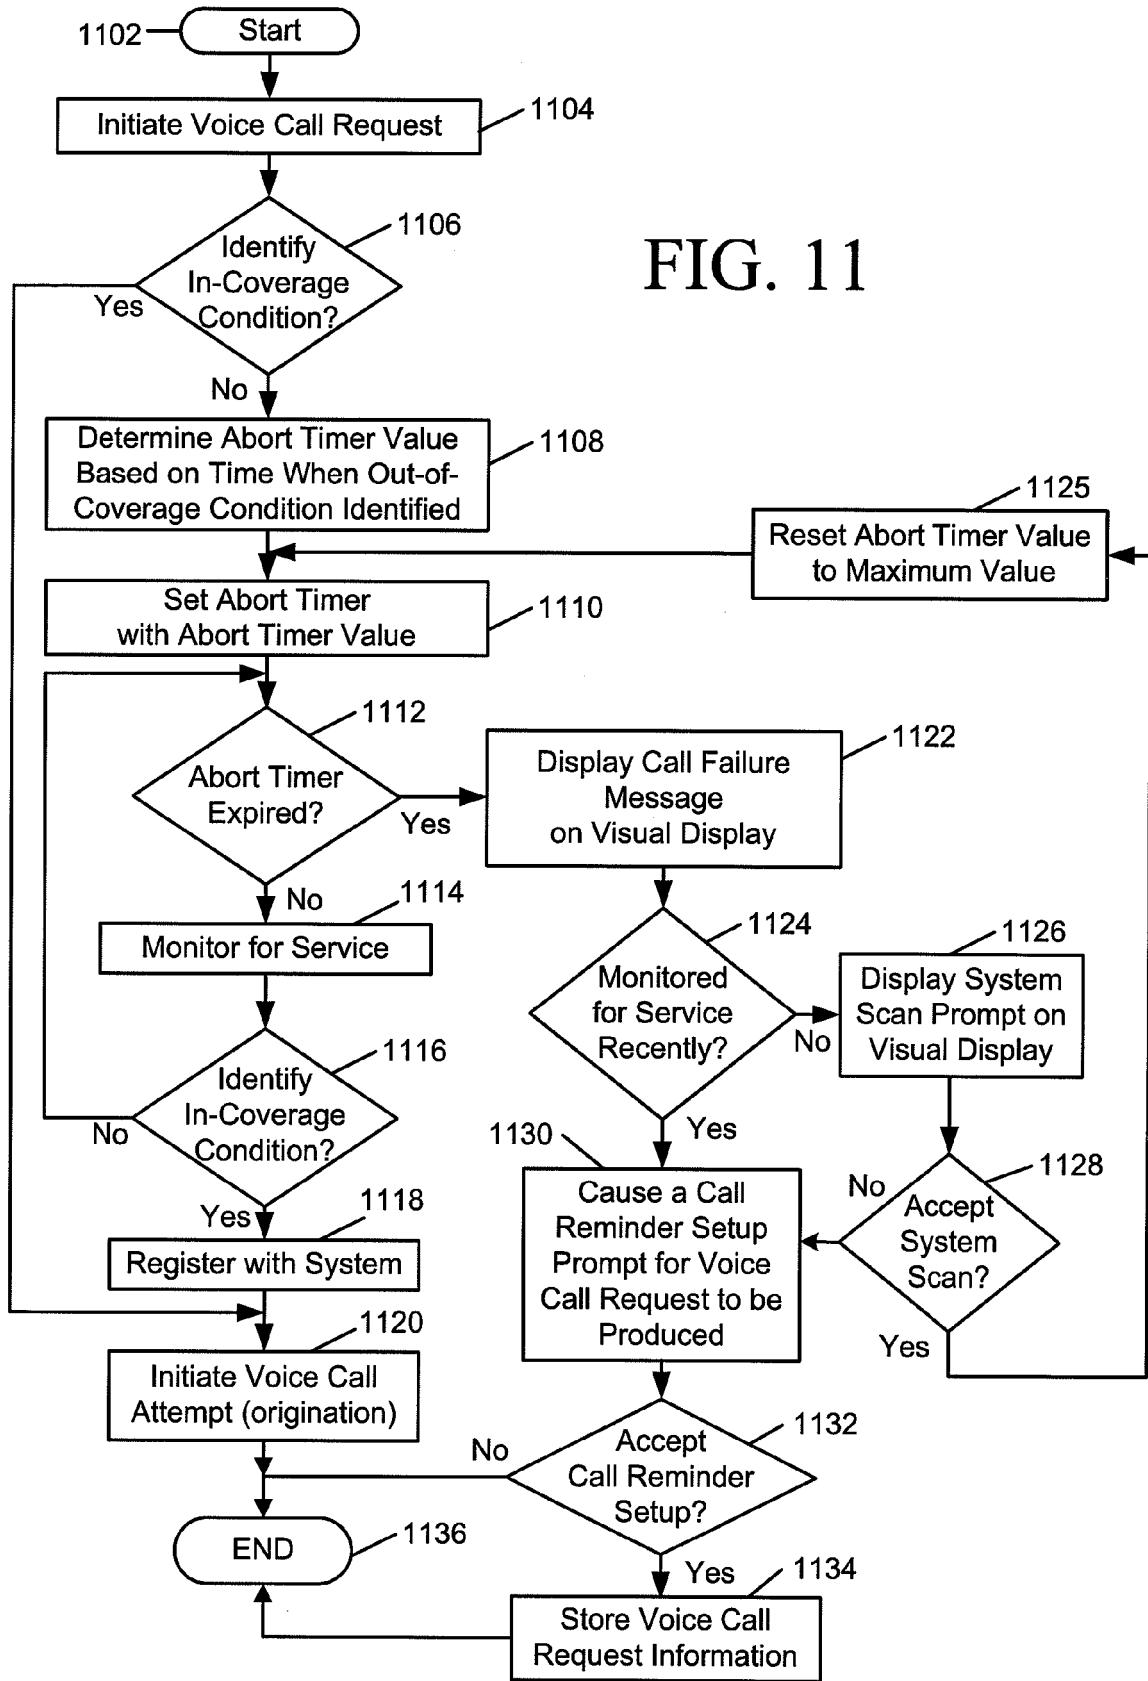 1102
Start
Initiate Voice Call Request
1104
1106
Identify
In-Coverage
Condition?
Yes
No
FIG. 11
Determine Abort Timer Value
Based on Time When Out-of-
Coverage Condition Identified
1108
1125
Reset Abort Timer Value
to Maximum Value
Set Abort Timer
with Abort Timer Value
1110
1112
Abort Timer
Expired?
Yes
No
1122
Display Call Failure
Message
on Visual Display
1114
Monitor for Service
1124
Monitored
for Service
Recently?
No
Yes
1126
Display System
Scan Prompt on
Visual Display
1116
Identify
In-Coverage
Condition?
No
Yes
1128
Accept
System
Scan?
No
Yes
1130
Cause a Call
Reminder Setup
Prompt for Voice
Call Request to be
Produced
1118
Register with System
1120
Initiate Voice Call
Attempt (origination)
1132
Accept
Call Reminder
Setup?
No
Yes
END
1136
1134
Store Voice Call
Request Information